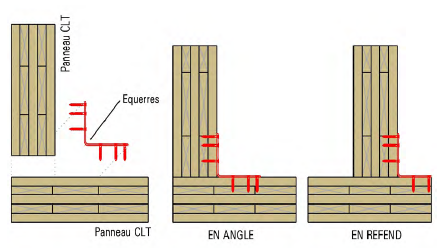 Panneau CLT
Equerres
Panneau CLT
EN ANGLE
EN REFEND